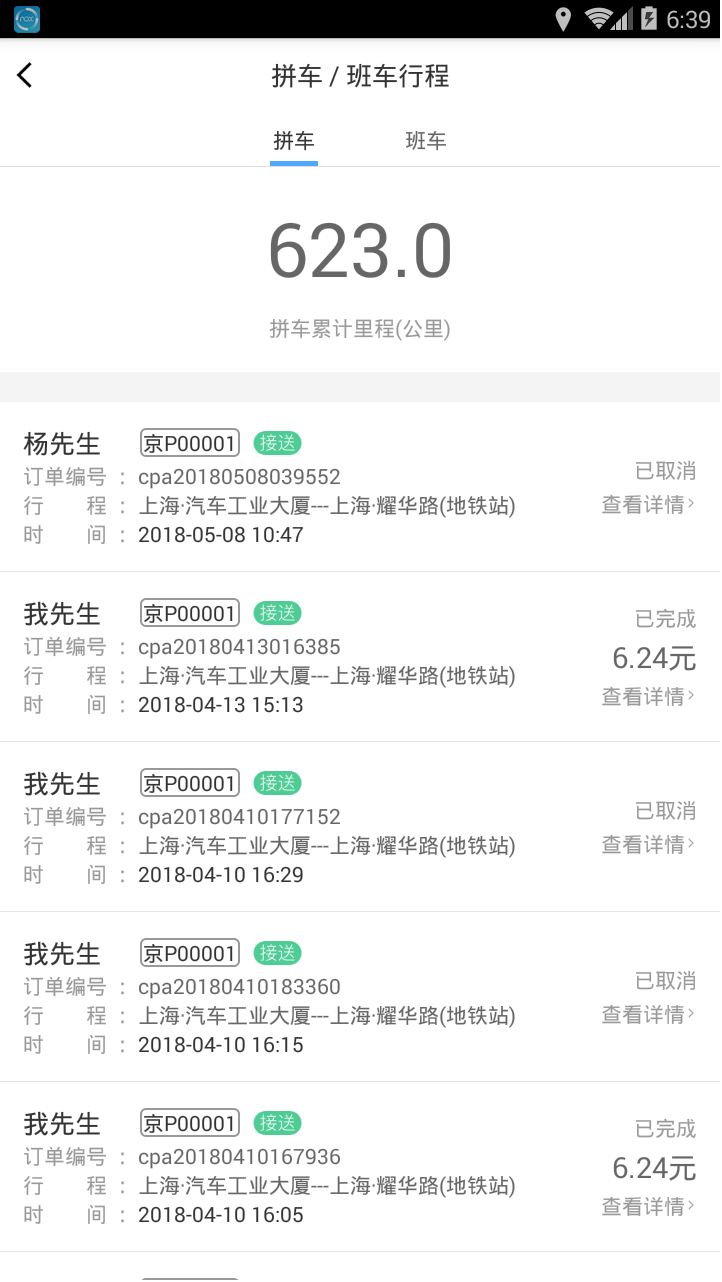 nox
6:39
拼车 / 班车行程
拼车 班车
623.0
拼车累计里程(公里)
杨先生 京P00001 接送
已取消
订单编号 : cpa20180508039552
行 程 : 上海·汽车工业大厦---上海·耀华路(地铁站)
查看详情
时 间 : 2018-05-08 10:47
我先生 京P00001 接送
已完成
订单编号 : cpa20180413016385
6.24元
行 程 : 上海·汽车工业大厦---上海·耀华路(地铁站)
查看详情
时 间 : 2018-04-13 15:13
我先生 京P00001 接送
已取消
订单编号 : cpa20180410177152
行 程 : 上海·汽车工业大厦---上海·耀华路(地铁站)
查看详情
时 间 : 2018-04-10 16:29
我先生 京P00001 接送
已取消
订单编号 : cpa20180410183360
行 程 : 上海·汽车工业大厦---上海·耀华路(地铁站)
查看详情
时 间 : 2018-04-10 16:15
我先生 京P00001 接送
已完成
订单编号 : cpa20180410167936
6.24元
行 程 : 上海·汽车工业大厦---上海·耀华路(地铁站)
查看详情
时 间 : 2018-04-10 16:05